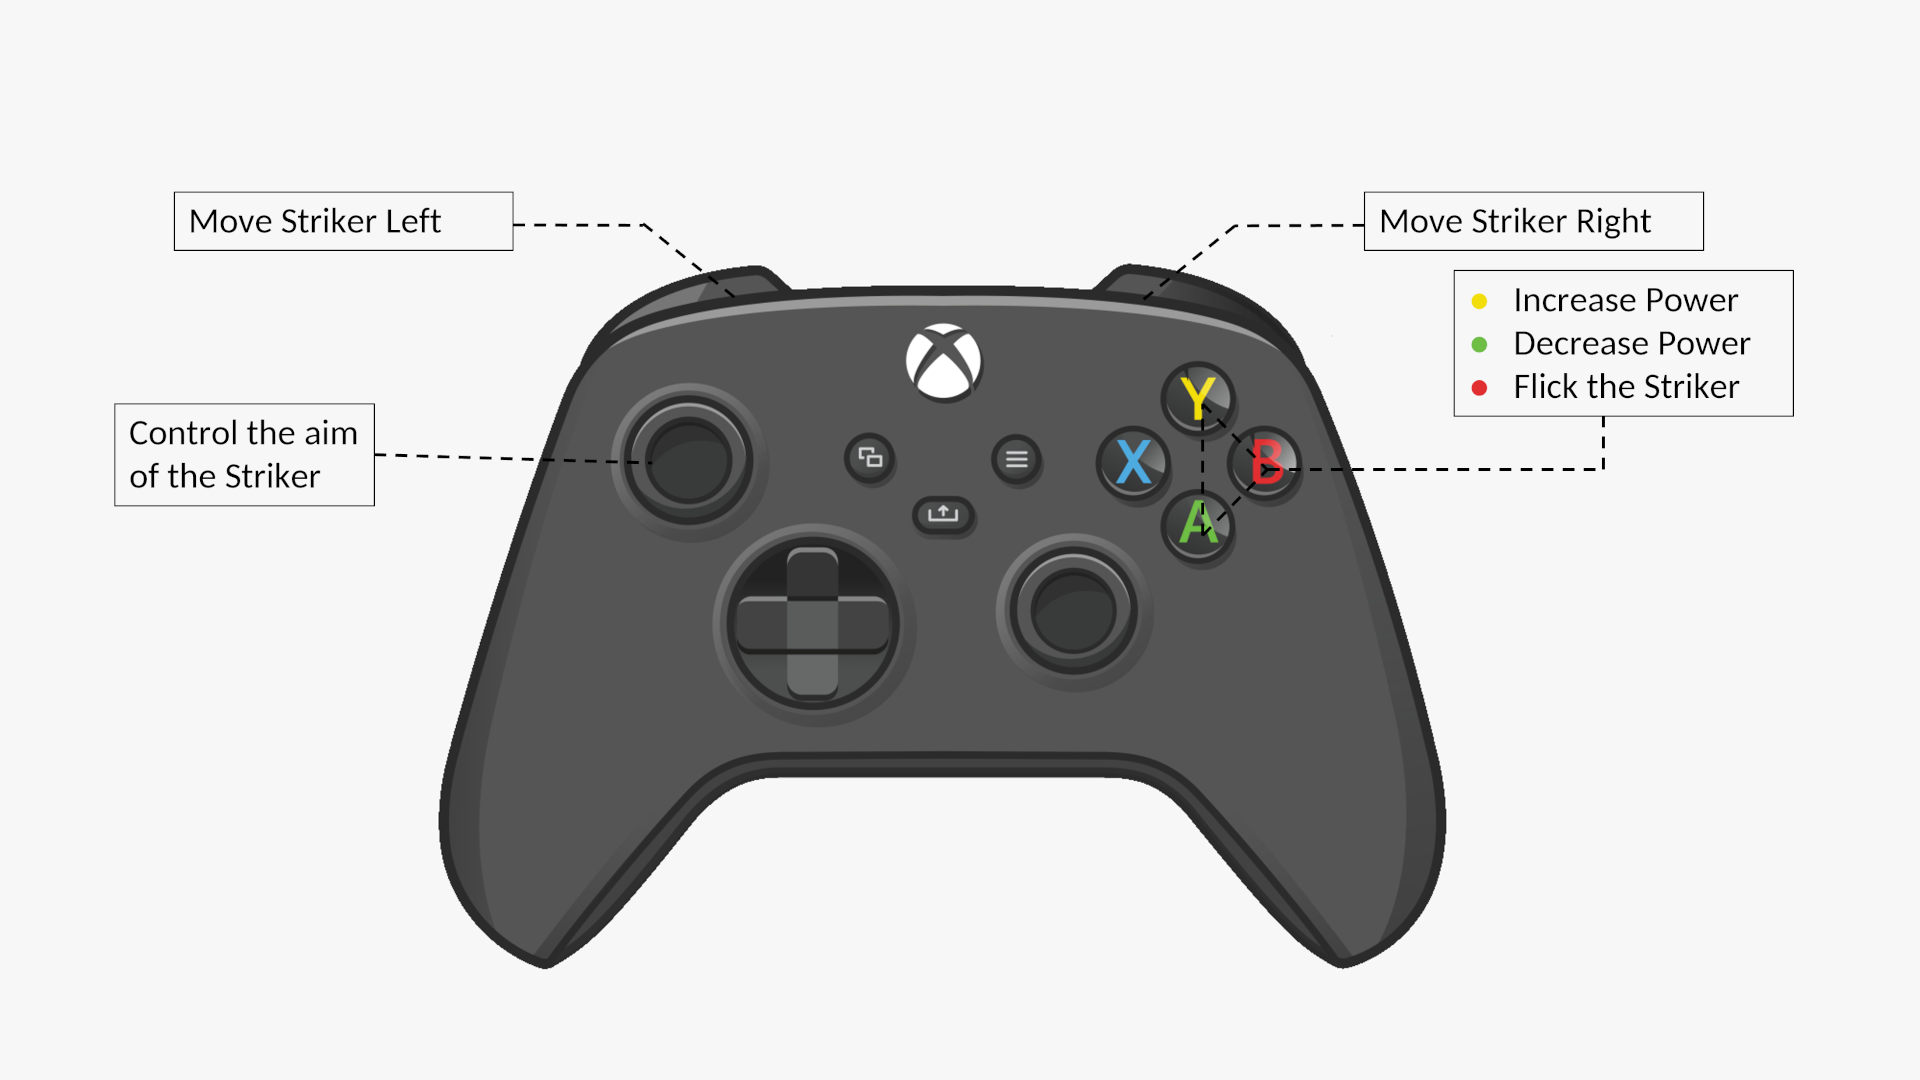 Move Striker Left
Move Striker Right
Increase Power
Decrease Power
Flick the Striker
Control the aim
of the Striker
Y
X
B
A